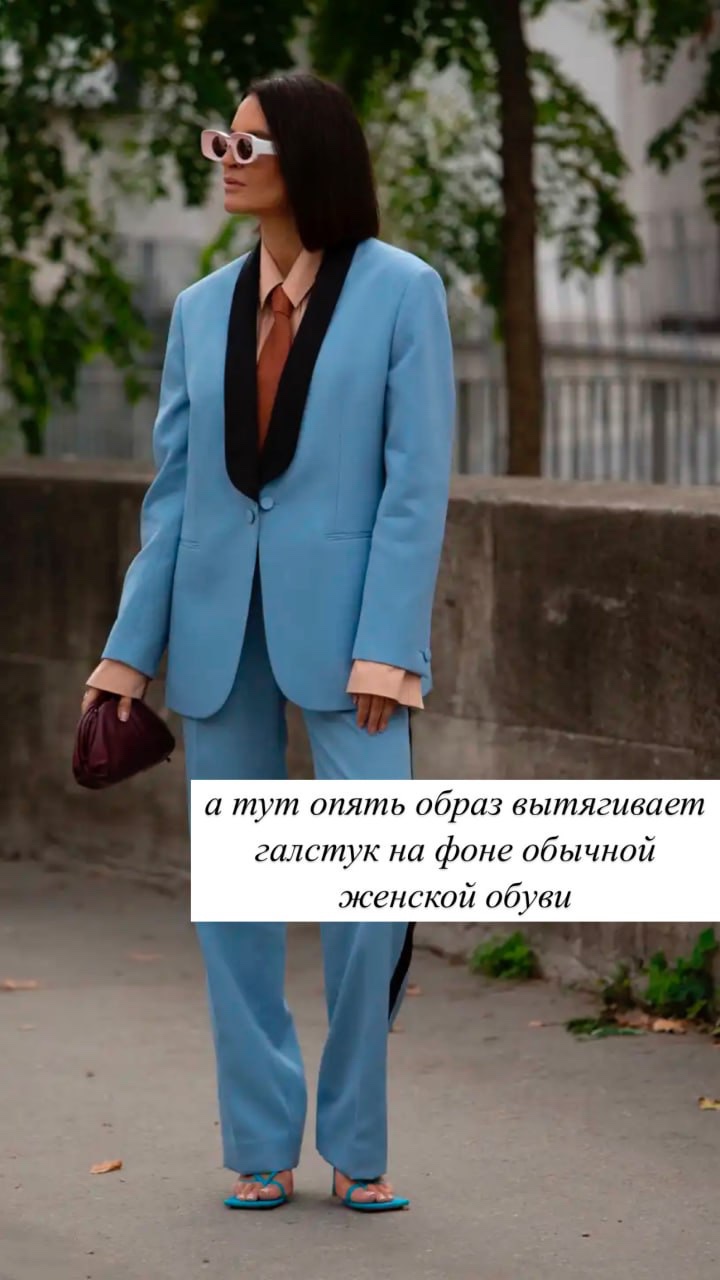 а тут опять образ вытягивает
галстук на фоне обычной
женской обуви